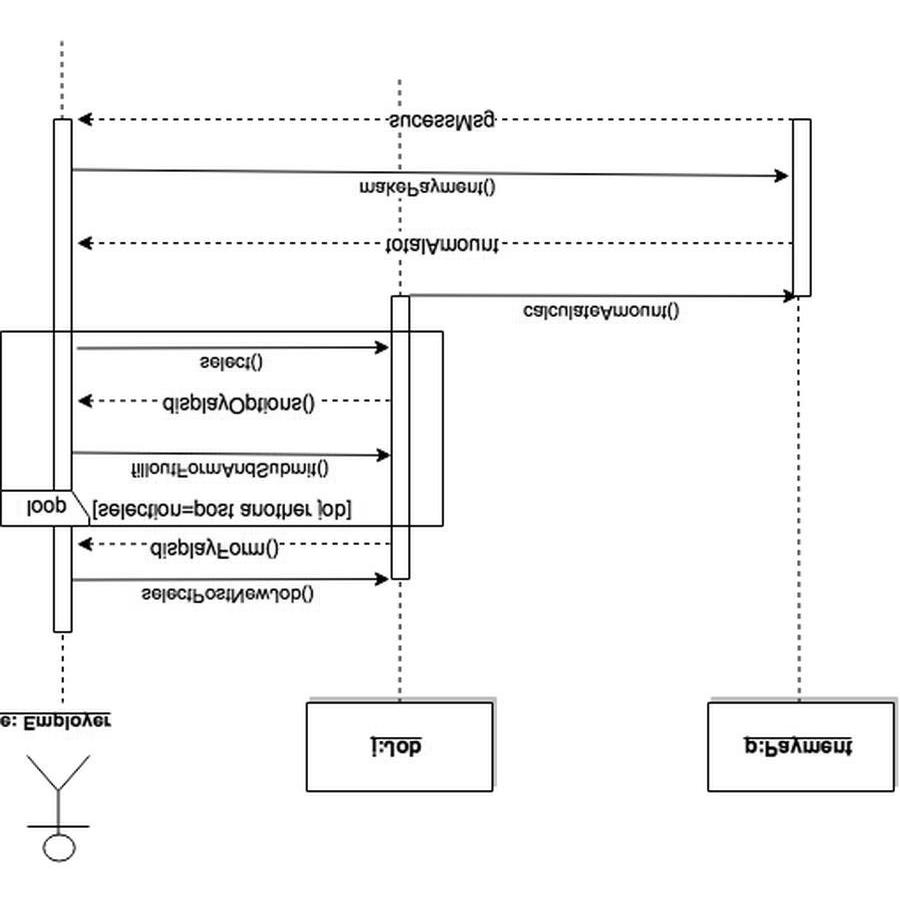 e: Employer
j:Job
p:Payment
selectPostNewJob()
displayForm()
loop
[selection=post another job]
filloutFormAndSubmit()
displayOptions()
select()
calculateAmount()
totalAmount
makePayment()
sucessMsg